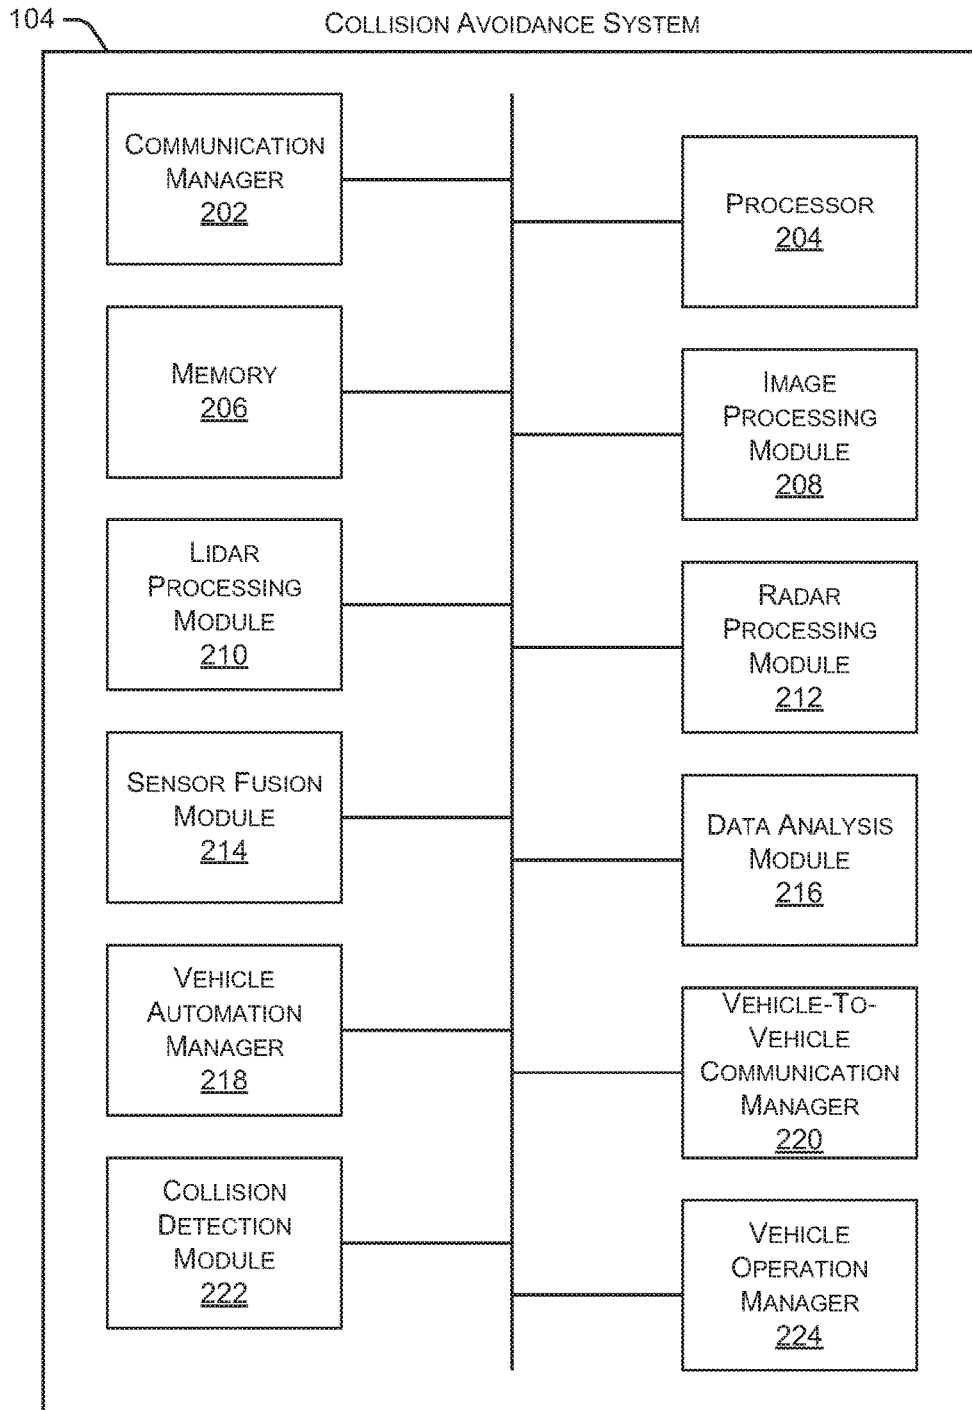 104
COLLISION AVOIDANCE SYSTEM
COMMUNICATION
MANAGER
202
PROCESSOR
204
MEMORY
206
IMAGE
PROCESSING
MODULE
208
LIDAR
PROCESSING
MODULE
210
RADAR
PROCESSING
MODULE
212
SENSOR FUSION
MODULE
214
DATA ANALYSIS
MODULE
216
VEHICLE
AUTOMATION
MANAGER
218
VEHICLE-TO-
VEHICLE
COMMUNICATION
MANAGER
220
COLLISION
DETECTION
MODULE
222
VEHICLE
OPERATION
MANAGER
224